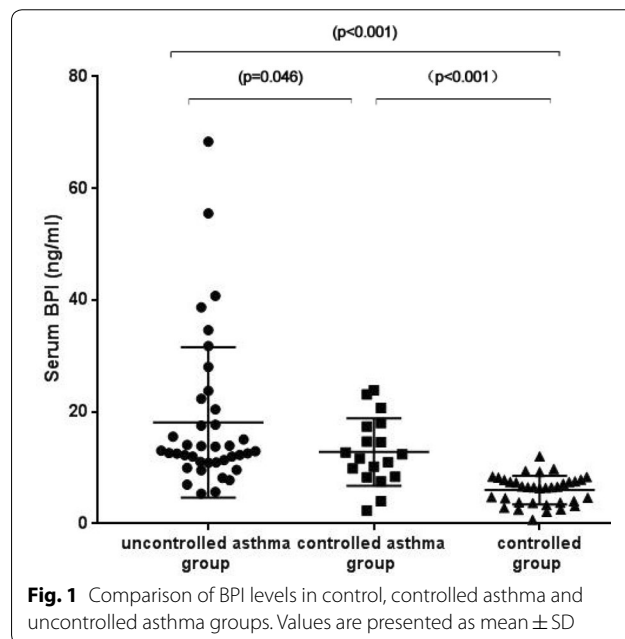 (p<0.001)
(p=0.046) （p<0.001）
80
60
40
20
0
Serum BPI (ng/ml)
uncontrolled asthma controlled asthma controlled
group group group
Fig. 1 Comparison of BPI levels in control, controlled asthma and
uncontrolled asthma groups. Values are presented as mean ± SD